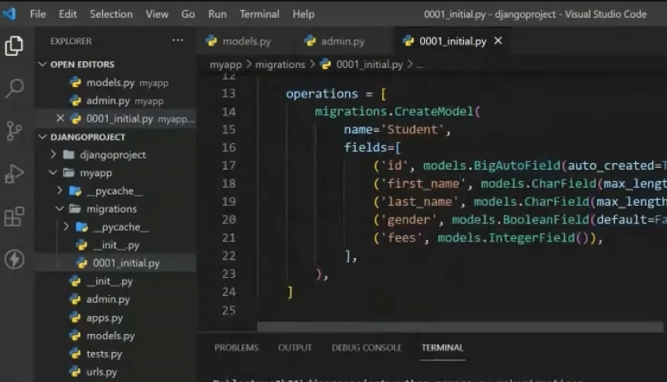 File Edit Selection View Go Run Terminal Help 0001_initial.py - djangoproject - Visual Studio Code
EXPLORER ...
models.py admin.py 0001_initial.py ×
myapp > migrations > 0001_initial.py > ...
OPEN EDITORS
models.py myapp
admin.py myapp
× 0001_initial.py myapp...
DJANGOPROJECT
djangoproject
myapp
__pycache__
migrations
__pycache__
__init__.py
0001_initial.py
__init__.py
admin.py
apps.py
models.py
tests.py
urls.py
12
13 operations = [
14 migrations.CreateModel(
15 name='Student',
16 fields=[
17 ('id', models.BigAutoField(auto_created=T
18 ('first_name', models.CharField(max_length
19 ('last_name', models.CharField(max_length
20 ('gender', models.BooleanField(default=Fa
21 ('fees', models.IntegerField()),
22 ],
23 ),
24 ]
25
PROBLEMS OUTPUT DEBUG CONSOLE TERMINAL